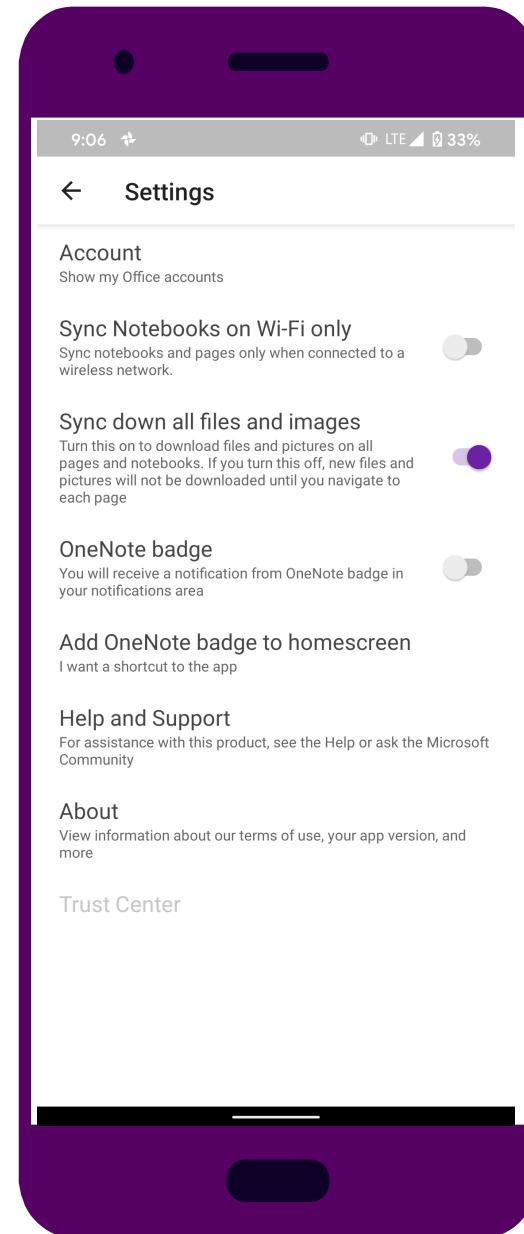 9:06 LTE 33%
Settings
Account
Show my Office accounts
Sync Notebooks on Wi-Fi only
Sync notebooks and pages only when connected to a
wireless network.
Sync down all files and images
Turn this on to download files and pictures on all
pages and notebooks. If you turn this off, new files and
pictures will not be downloaded until you navigate to
each page
OneNote badge
You will receive a notification from OneNote badge in
your notifications area
Add OneNote badge to homescreen
I want a shortcut to the app
Help and Support
For assistance with this product, see the Help or ask the Microsoft
Community
About
View information about our terms of use, your app version, and
more
Trust Center